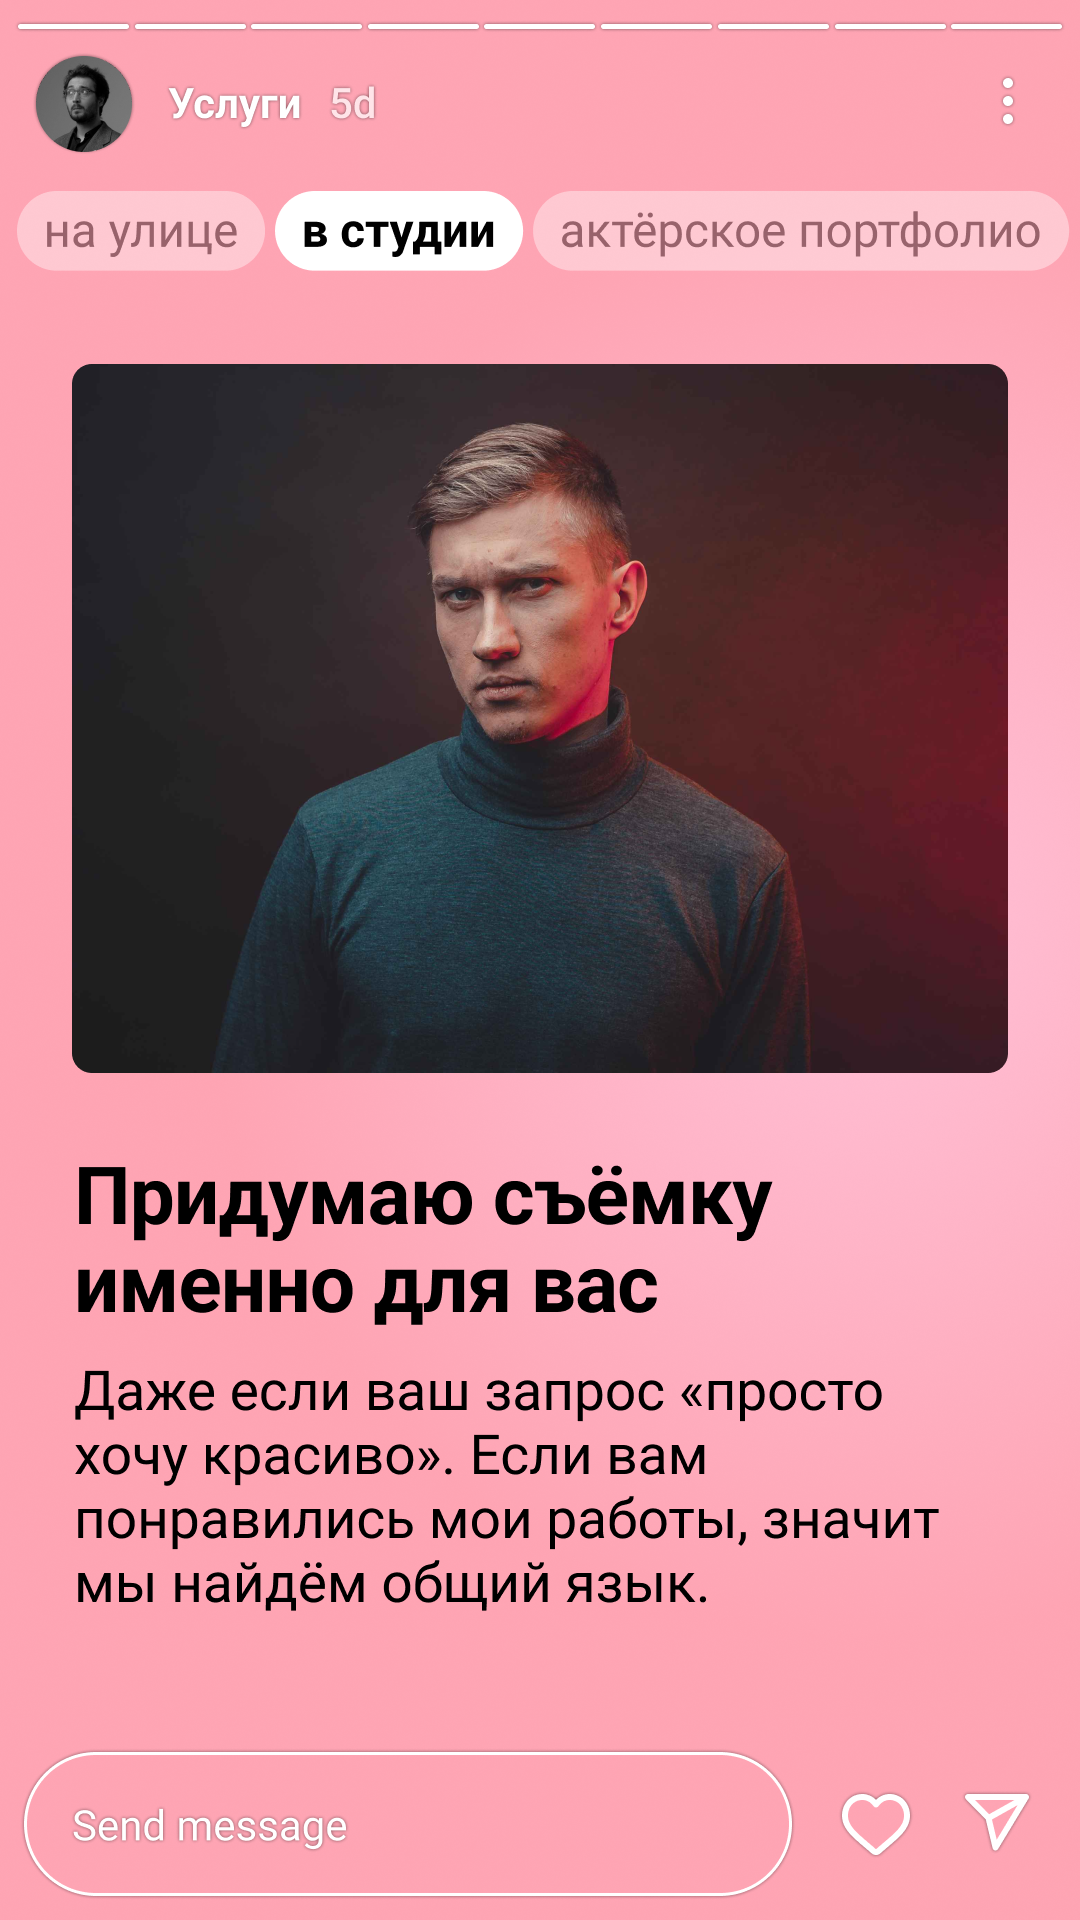 Услуги 5d
на улице в студии актёрское портфолио
Придумаю съёмку
именно для вас
Даже если ваш запрос «просто
хочу красиво». Если вам
понравились мои работы, значит
мы найдём общий язык.
Send message